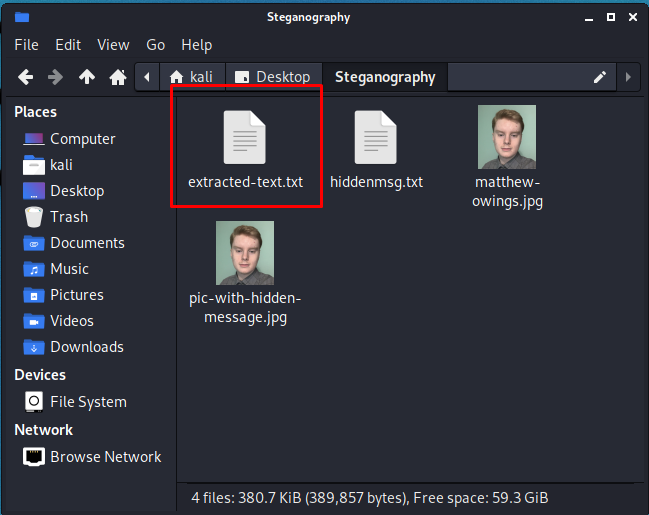 Steganography
File Edit View Go Help
kali Desktop Steganography
Places
Computer
kali
Desktop
Trash
Documents
Music
Pictures
Videos
Downloads
Devices
File System
Network
Browse Network
extracted-text.txt hiddenmsg.txt matthew-
owings.jpg
pic-with-hidden-
message.jpg
4 files: 380.7 KiB (389,857 bytes), Free space: 59.3 GiB